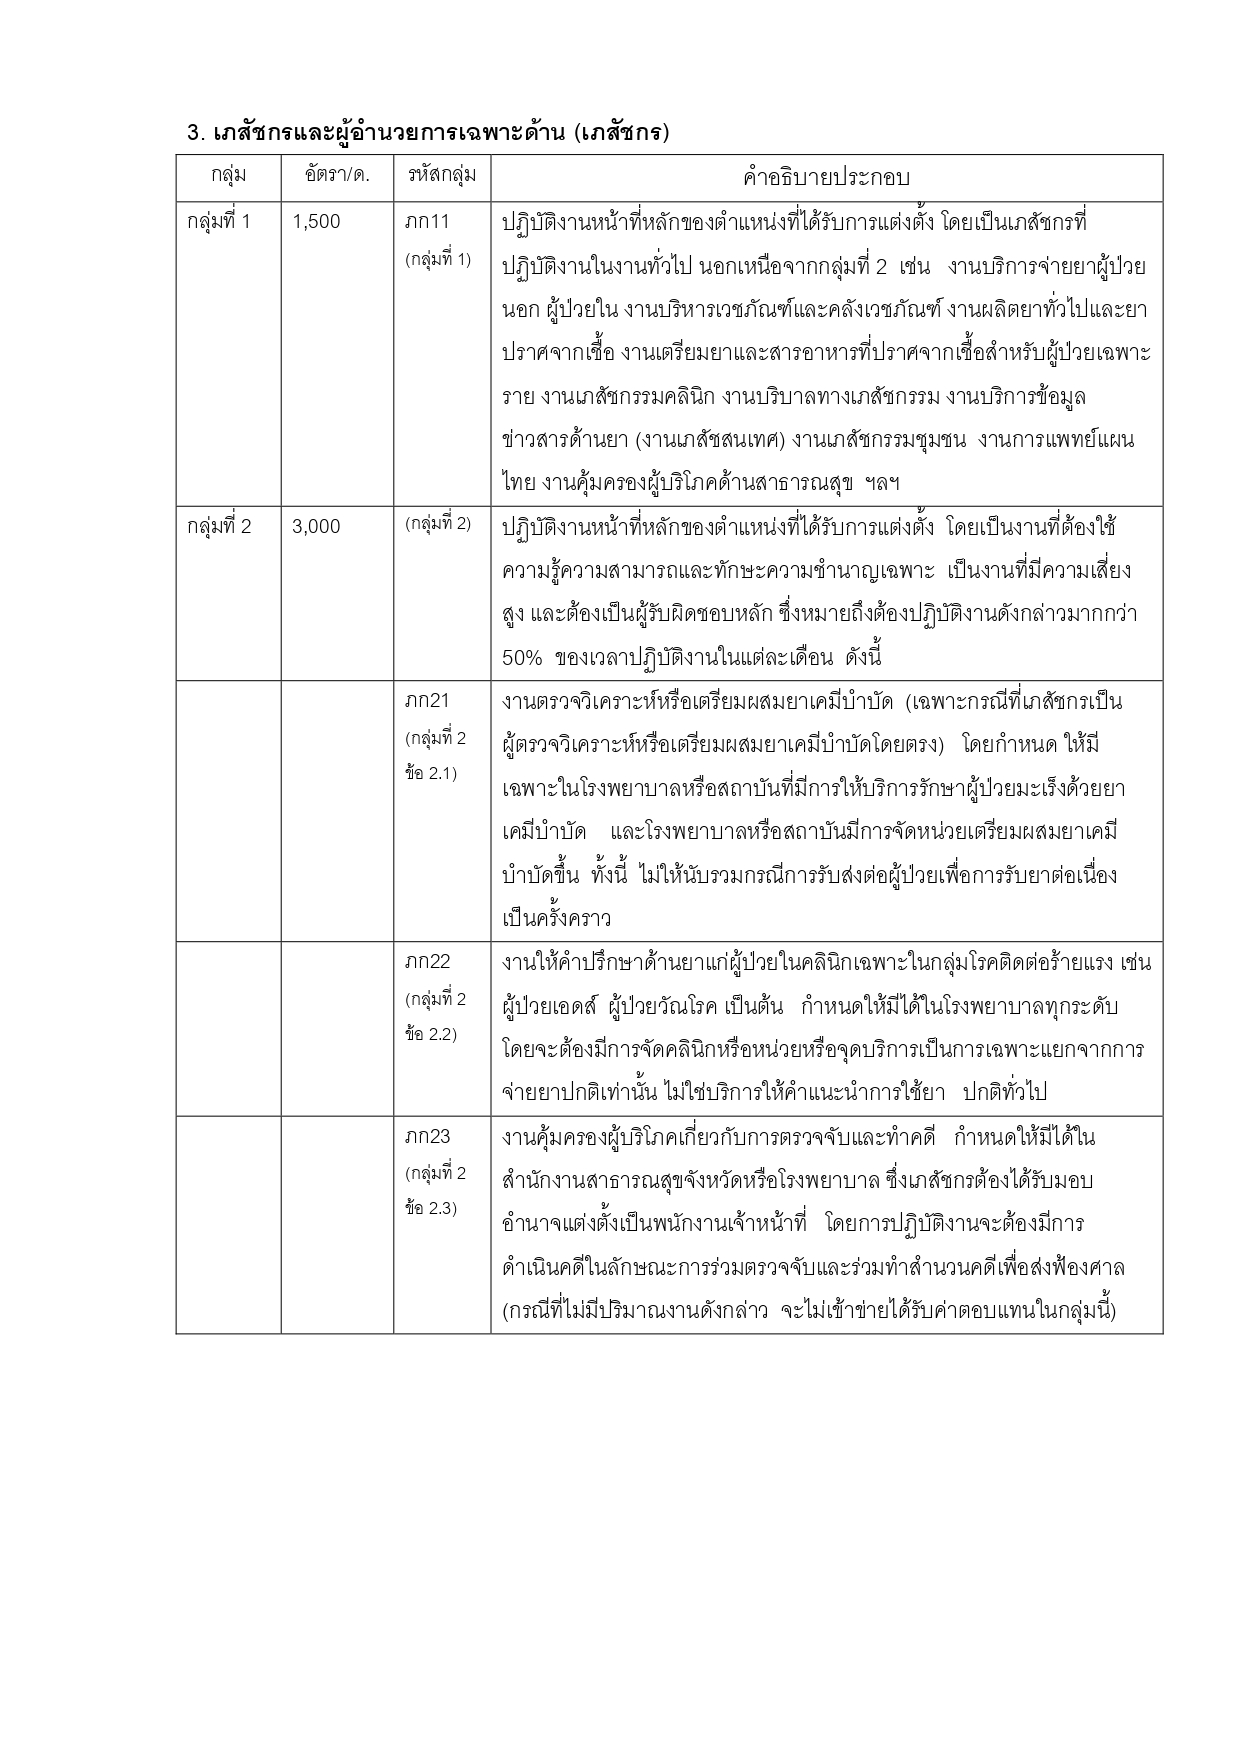 3. เภสัชกรและผู้อำนวยการเฉพาะด้าน (เภสัชกร)
กลุ่ม อัตรา/ด. รหัสกลุ่ม คำอธิบายประกอบ
กลุ่มที่ 1 1,500 ภก11 ปฏิบัติงานหน้าที่หลักของตำแหน่งที่ได้รับการแต่งตั้ง โดยเป็นเภสัชกรที่
(กลุ่มที่ 1) ปฏิบัติงานในงานทั่วไป นอกเหนือจากกลุ่มที่ 2 เช่น งานบริการจ่ายยาผู้ป่วย
นอก ผู้ป่วยใน งานบริหารเวชภัณฑ์และคลังเวชภัณฑ์ งานผลิตยาทั่วไปและยา
ปราศจากเชื้อ งานเตรียมยาและสารอาหารที่ปราศจากเชื้อสำหรับผู้ป่วยเฉพาะ
ราย งานเภสัชกรรมคลินิก งานบริบาลทางเภสัชกรรม งานบริการข้อมูล
ข่าวสารด้านยา (งานเภสัชสนเทศ) งานเภสัชกรรมชุมชน งานการแพทย์แผน
ไทย งานคุ้มครองผู้บริโภคด้านสาธารณสุข ฯลฯ
กลุ่มที่ 2 3,000 (กลุ่มที่ 2) ปฏิบัติงานหน้าที่หลักของตำแหน่งที่ได้รับการแต่งตั้ง โดยเป็นงานที่ต้องใช้
ความรู้ความสามารถและทักษะความชำนาญเฉพาะ เป็นงานที่มีความเสี่ยง
สูง และต้องเป็นผู้รับผิดชอบหลัก ซึ่งหมายถึงต้องปฏิบัติงานดังกล่าวมากกว่า
50% ของเวลาปฏิบัติงานในแต่ละเดือน ดังนี้
ภก21 งานตรวจวิเคราะห์หรือเตรียมผสมยาเคมีบำบัด (เฉพาะกรณีที่เภสัชกรเป็น
(กลุ่มที่ 2 ผู้ตรวจวิเคราะห์หรือเตรียมผสมยาเคมีบำบัดโดยตรง) โดยกำหนด ให้มี
ข้อ 2.1) เฉพาะในโรงพยาบาลหรือสถาบันที่มีการให้บริการรักษาผู้ป่วยมะเร็งด้วยยา
เคมีบำบัด และโรงพยาบาลหรือสถาบันมีการจัดหน่วยเตรียมผสมยาเคมี
บำบัดขึ้น ทั้งนี้ ไม่ให้นับรวมกรณีการรับส่งต่อผู้ป่วยเพื่อการรับยาต่อเนื่อง
เป็นครั้งคราว
ภก22 งานให้คำปรึกษาด้านยาแก่ผู้ป่วยในคลินิกเฉพาะในกลุ่มโรคติดต่อร้ายแรง เช่น
(กลุ่มที่ 2 ผู้ป่วยเอดส์ ผู้ป่วยวัณโรค เป็นต้น กำหนดให้มีได้ในโรงพยาบาลทุกระดับ
ข้อ 2.2) โดยจะต้องมีการจัดคลินิกหรือหน่วยหรือจุดบริการเป็นการเฉพาะแยกจากการ
จ่ายยาปกติเท่านั้น ไม่ใช่บริการให้คำแนะนำการใช้ยา ปกติทั่วไป
ภก23 งานคุ้มครองผู้บริโภคเกี่ยวกับการตรวจจับและทำคดี กำหนดให้มีได้ใน
(กลุ่มที่ 2 สำนักงานสาธารณสุขจังหวัดหรือโรงพยาบาล ซึ่งเภสัชกรต้องได้รับมอบ
ข้อ 2.3) อำนาจแต่งตั้งเป็นพนักงานเจ้าหน้าที่ โดยการปฏิบัติงานจะต้องมีการ
ดำเนินคดีในลักษณะการร่วมตรวจจับและร่วมทำสำนวนคดีเพื่อส่งฟ้องศาล
(กรณีที่ไม่มีปริมาณงานดังกล่าว จะไม่เข้าข่ายได้รับค่าตอบแทนในกลุ่มนี้)